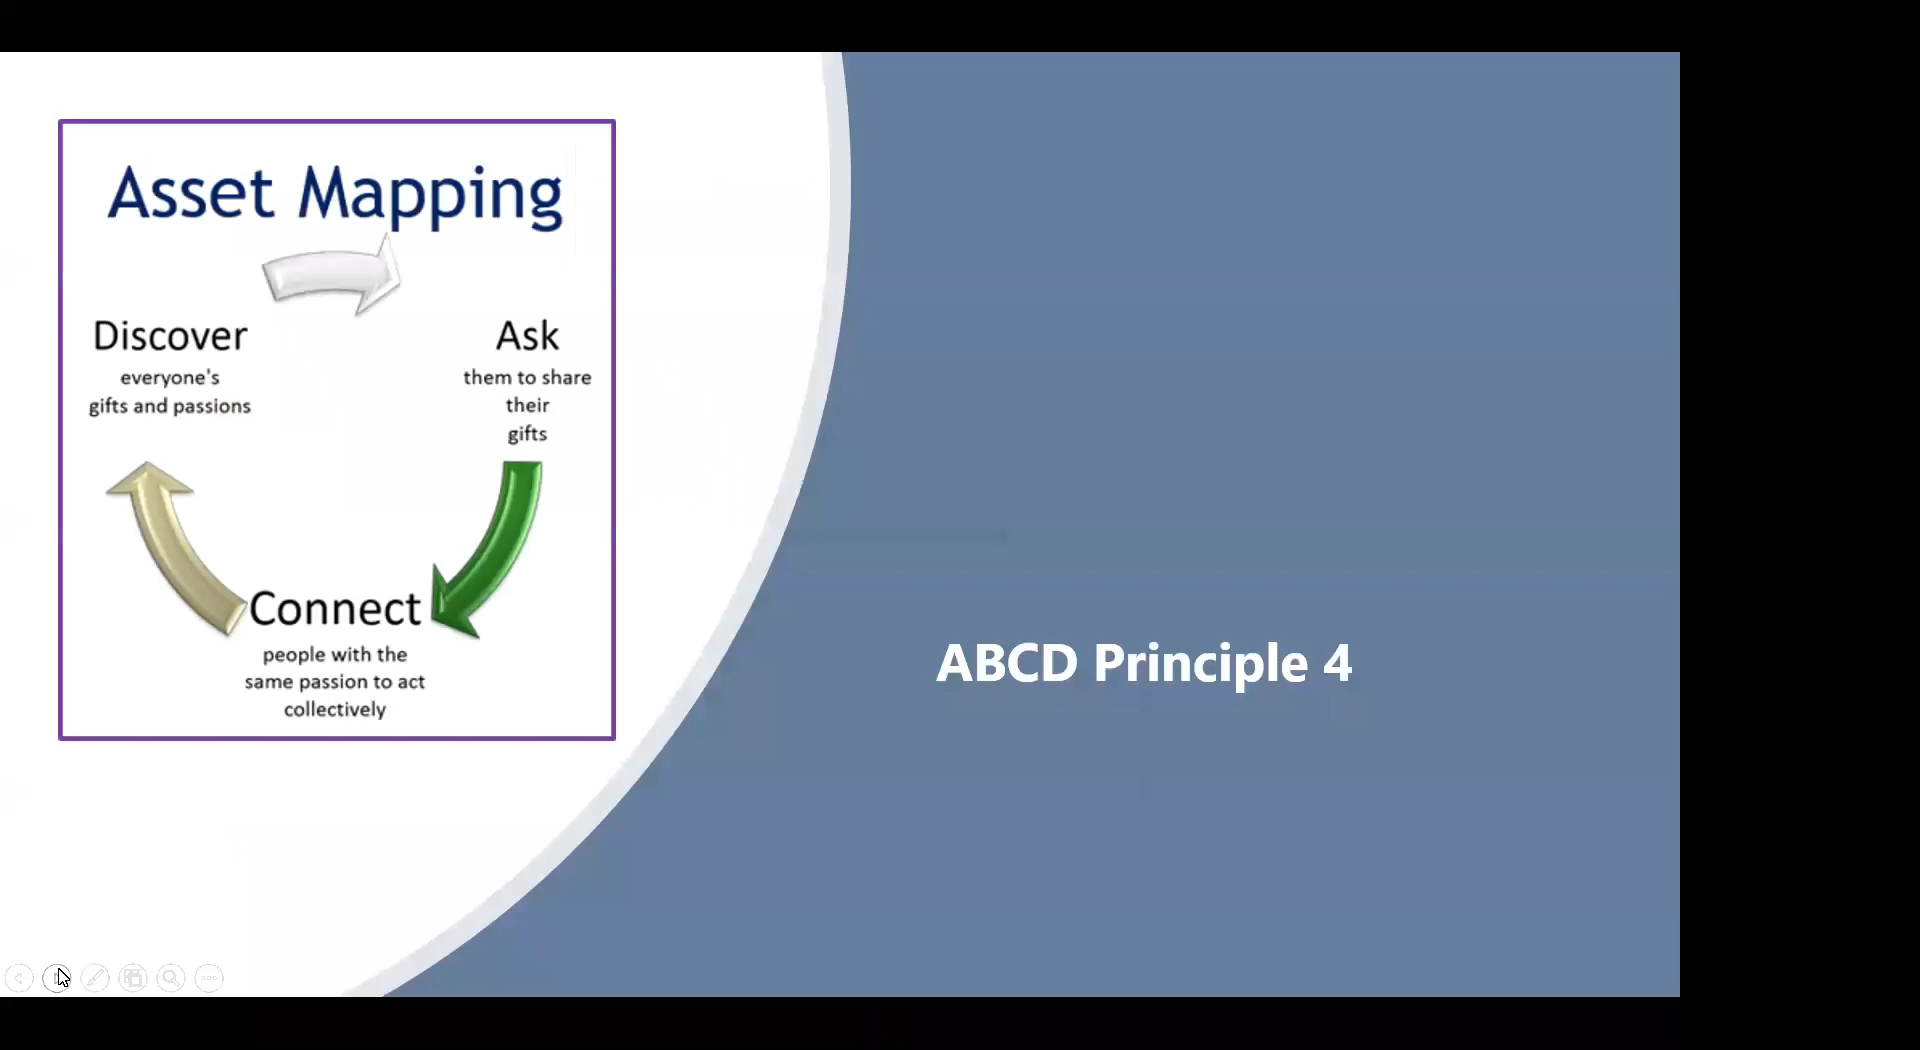 Asset Mapping
Discover
everyone's
gifts and passions
Ask
them to share
their
gifts
Connect
people with the
same passion to act
collectively
ABCD Principle 4